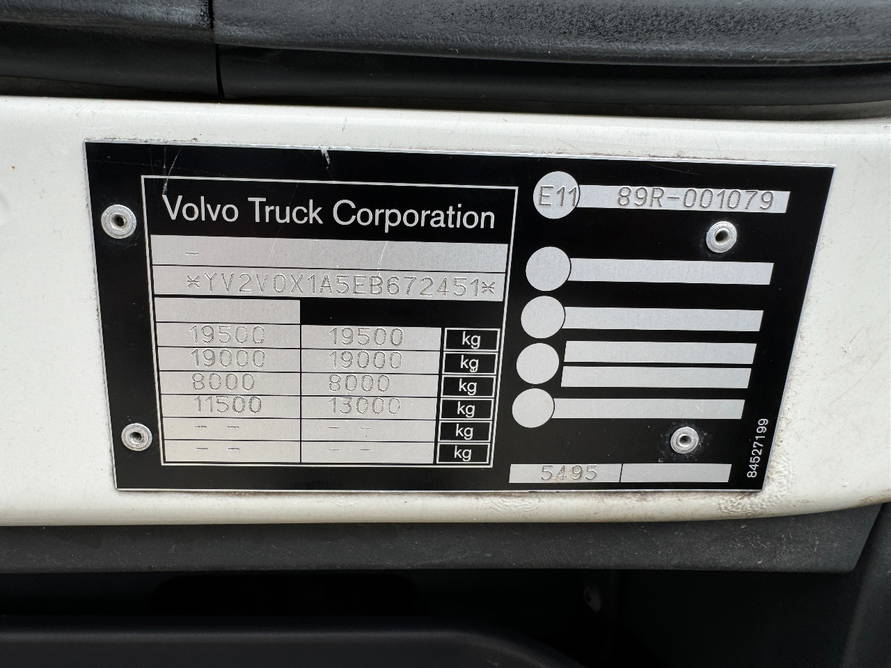 Volvo Truck Corporation
-
*YV2V0X1A5EB672451*
19500 19500 kg
19000 19000 kg
8000 8000 kg
11500 13000 kg
-- -- kg
-- -- kg
E11 89R-001079
5495
84527199